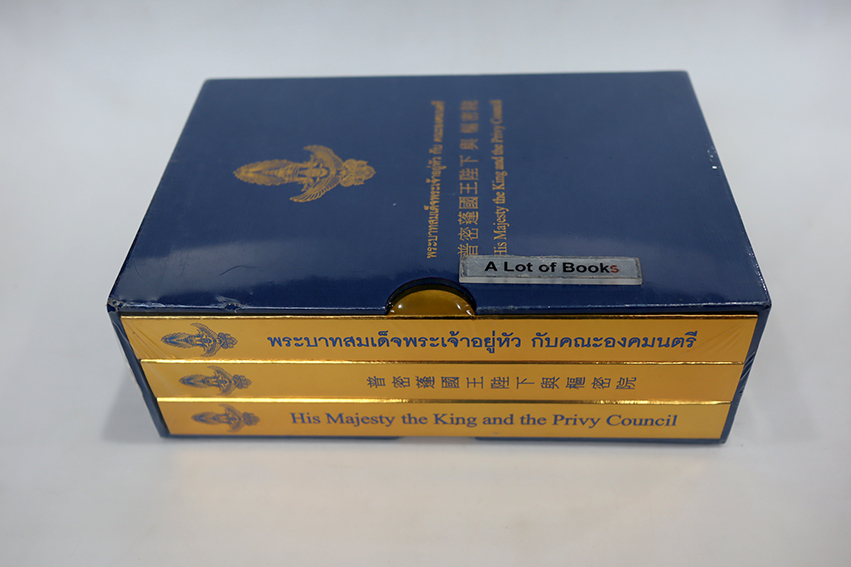 พระบาทสมเด็จพระเจ้าอยู่หัว กับ คณะองคมนตรี
普密蓬國王陛下與樞密院
His Majesty the King and the Privy Council
A Lot of Books
พระบาทสมเด็จพระเจ้าอยู่หัว กับคณะองคมนตรี
普密蓬國王陛下與樞密院
His Majesty the King and the Privy Council